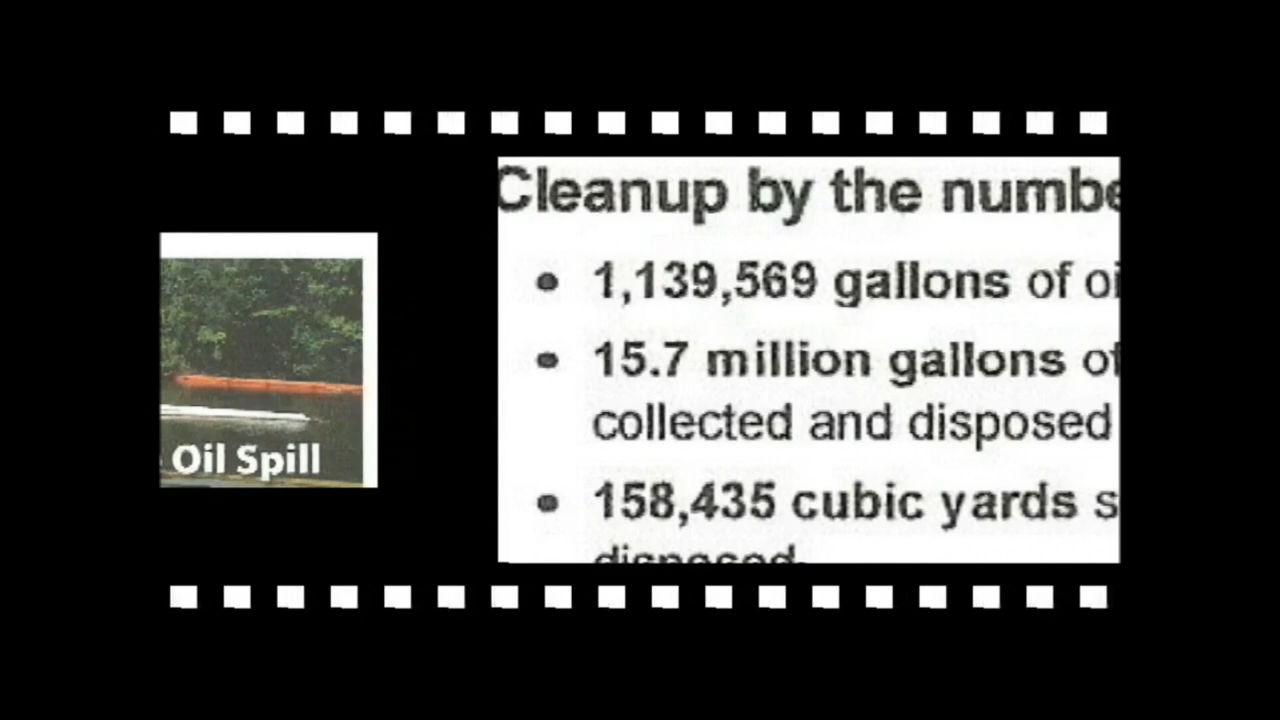 Oil Spill
Cleanup by the numbe
• 1,139,569 gallons of oi
• 15.7 million gallons of
collected and disposed
• 158,435 cubic yards s
disposed.